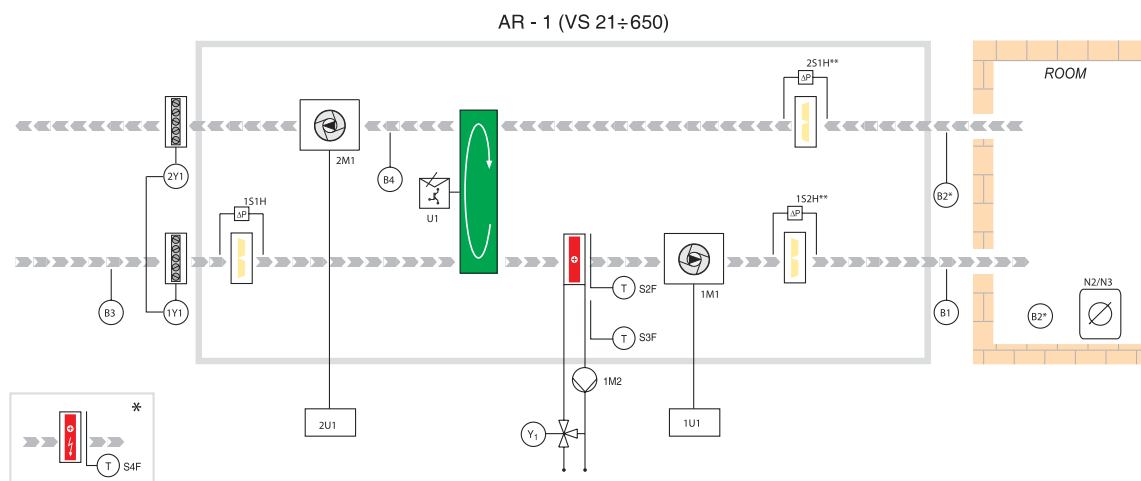 AR - 1 (VS 21÷650)
2S1H**
ΔP
ROOM
2M1
2Y1
B4
U1
B2*
1S1H
ΔP
1S2H**
ΔP
B3
1Y1
T S2F
1M1
B1
N2/N3
B2*
T S3F
1M2
*
2U1
Y1
1U1
T S4F